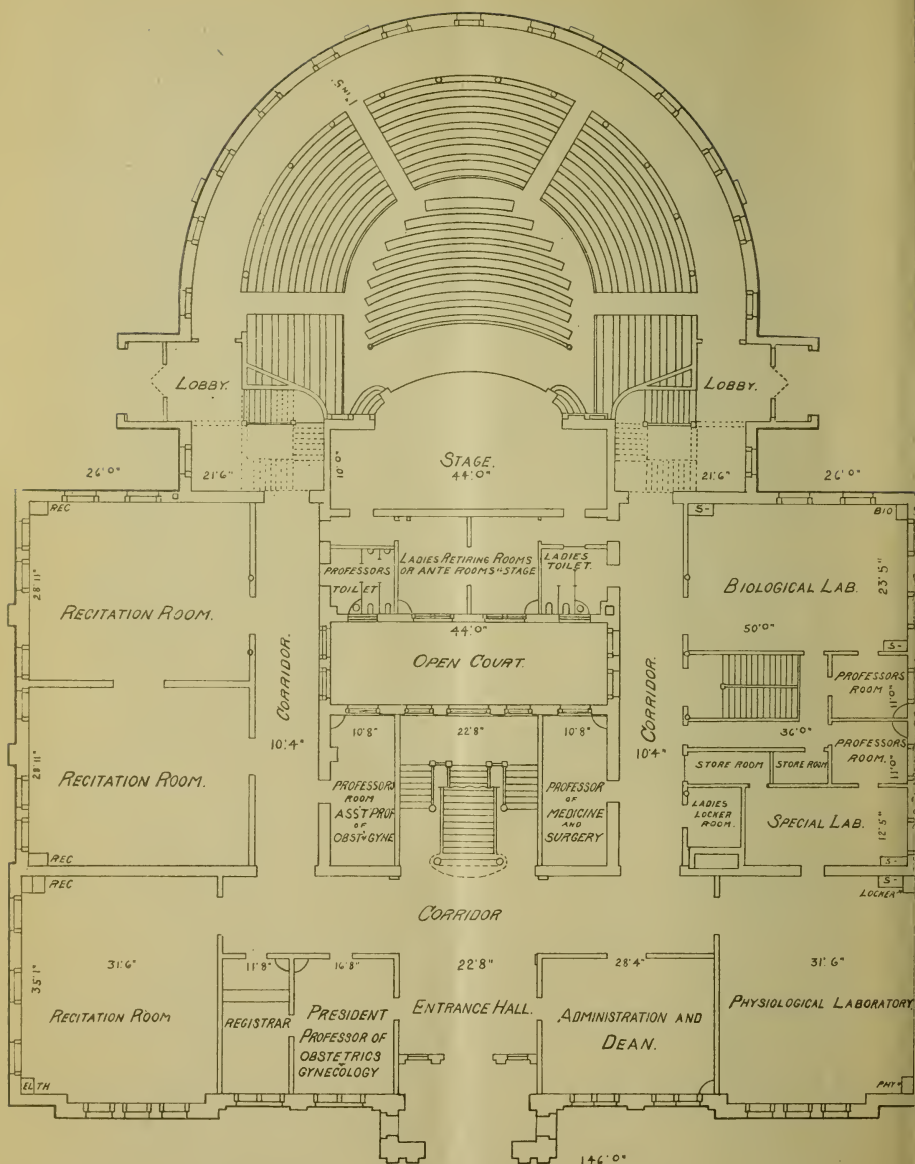 LOBBY.
LOBBY.
26'0"
21'6"
10'0"
STAGE.
44'0"
21'6"
26'0"
REC
S-
BIO
28'11"
RECITATION ROOM.
PROFESSORS
TOILET
LADIES RETIRING ROOMS
OR ANTE ROOMS "STAGE
LADIES
TOILET.
BIOLOGICAL LAB.
23'5"
50'0"
S-
44'0"
OPEN COURT.
CORRIDOR.
10'4"
CORRIDOR.
10'4"
PROFESSORS
ROOM
11'0"
36'0"
PROFESSORS
ROOM.
11'0"
10'8"
22'8"
10'8"
28'11"
RECITATION ROOM.
REC
PROFESSORS
ROOM
ASST PROF
OF
OBST & GYNE
PROFESSOR
OF
MEDICINE
AND
SURGERY
STORE ROOM
STORE ROOM
LADIES
LOCKER
ROOM.
SPECIAL LAB.
12'5"
S-
REC
CORRIDOR
S-
LOCKER
31'6"
35'1"
RECITATION ROOM
EL TH
11'8"
REGISTRAR
16'8"
PRESIDENT
PROFESSOR OF
OBSTETRICS
GYNECOLOGY
22'8"
ENTRANCE HALL.
28'4"
ADMINISTRATION AND
DEAN.
31'6"
PHYSIOLOGICAL LABORATORY
PHY
146'0"